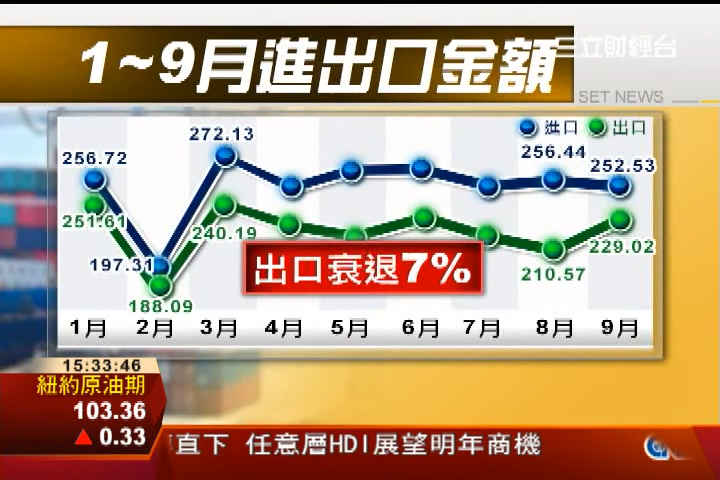 1~9月進出口金額
三立財經台
SET NEWS
進口 出口
256.72
272.13
256.44
252.53
251.61
240.19
197.31
188.09
229.02
210.57
出口衰退7%
1月 2月 3月 4月 5月 6月 7月 8月 9月
15:33:46
紐約原油期
103.36
▲ 0.33
直下 任意層HDI展望明年商機